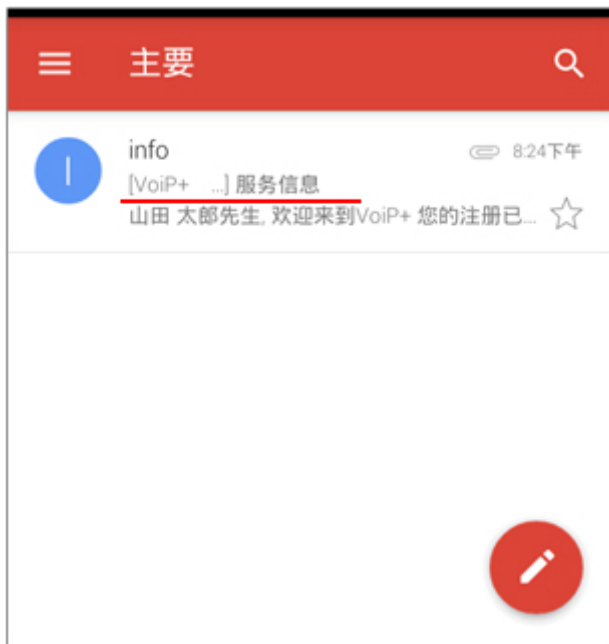 主要
info 8:24下午
[VoiP+ ...] 服务信息
山田 太郎先生, 欢迎来到VoiP+ 您的注册已...
I